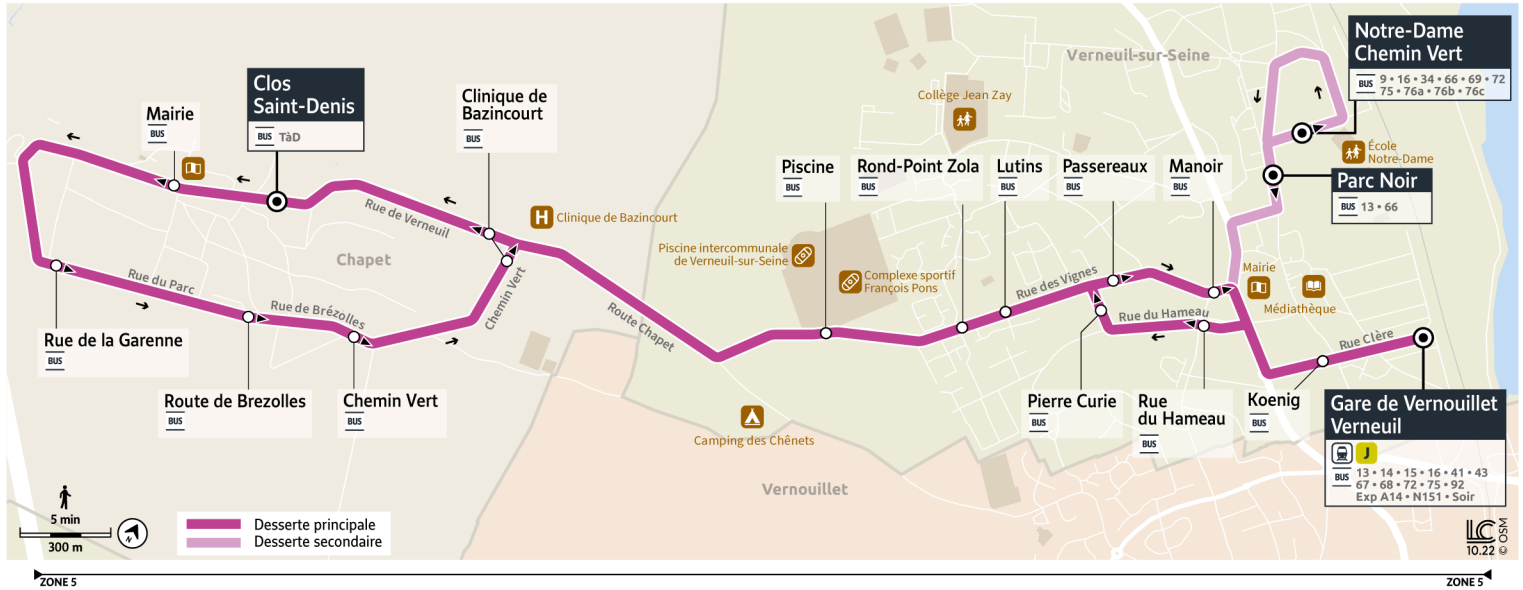 Notre-Dame
Chemin Vert
BUS 9 • 16 • 34 • 66 • 69 • 72
75 • 76a • 76b • 76c
Verneuil-sur-Seine
Clos
Saint-Denis
BUS TàD
Mairie
BUS
Clinique de
Bazincourt
BUS
Collège Jean Zay
École
Notre-Dame
Piscine
BUS
Rond-Point Zola
BUS
Lutins
BUS
Passereaux
BUS
Manoir
BUS
Parc Noir
BUS 13 • 66
Rue de Verneuil
H Clinique de Bazincourt
Chapet
Piscine intercommunale
de Verneuil-sur-Seine
Complexe sportif
François Pons
Rue du Parc
Rue de Brézolles
Chemin Vert
Route Chapet
Rue des Vignes
Rue du Hameau
Mairie
Médiathèque
Rue Clère
Rue de la Garenne
BUS
Route de Brezolles
BUS
Chemin Vert
BUS
Camping des Chênets
Pierre Curie
BUS
Rue
du Hameau
BUS
Koenig
BUS
Gare de Vernouillet
Verneuil
J
BUS 13 • 14 • 15 • 16 • 41 • 43
67 • 68 • 72 • 75 • 92
Exp A14 • N151 • Soir
Vernouillet
5 min
300 m
Desserte principale
Desserte secondaire
LC
10.22
© OSM
ZONE 5
ZONE 5